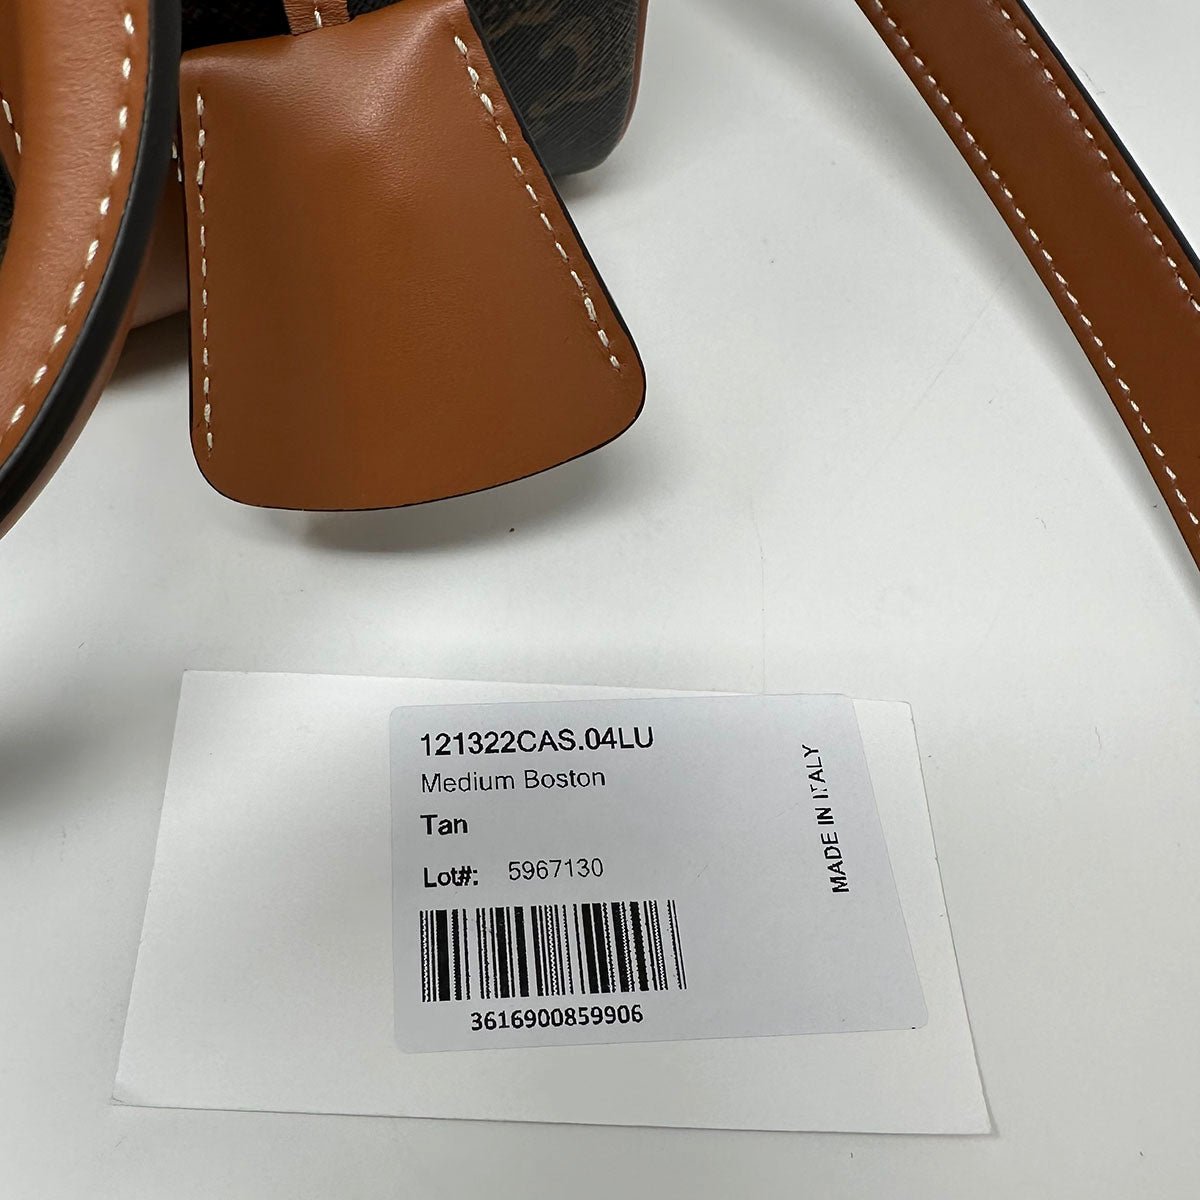 121322CAS.04LU
Medium Boston
Tan
Lot#: 5967130
3616900859906
MADE IN ITALY